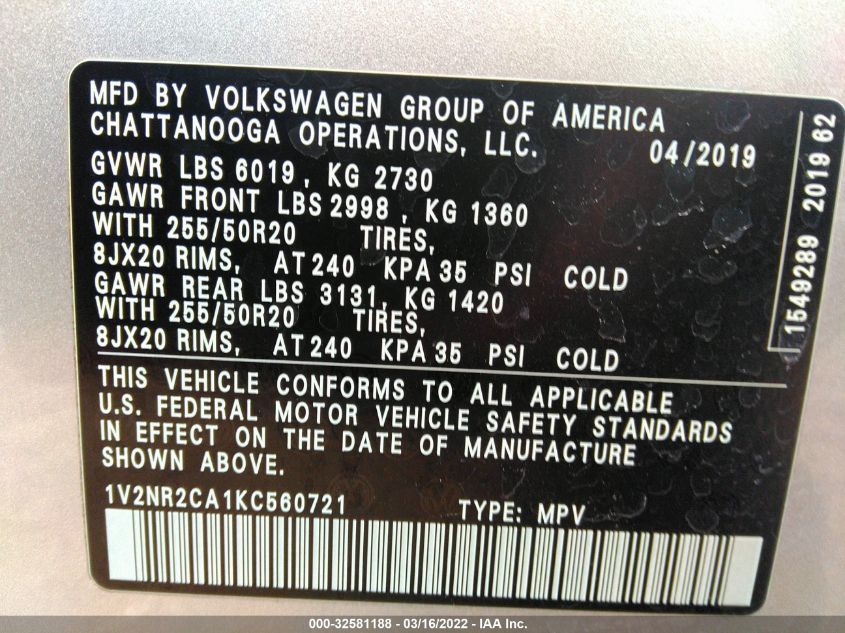 MFD BY VOLKSWAGEN GROUP OF AMERICA
CHATTANOOGA OPERATIONS, LLC. 04/2019
GVWR LBS 6019, KG 2730
GAWR FRONT LBS 2998, KG 1360
WITH 255/50R20 TIRES,
8JX20 RIMS, AT 240 KPA 35 PSI COLD
GAWR REAR LBS 3131, KG 1420
WITH 255/50R20 TIRES,
8JX20 RIMS, AT 240 KPA 35 PSI COLD
THIS VEHICLE CONFORMS TO ALL APPLICABLE
U.S. FEDERAL MOTOR VEHICLE SAFETY STANDARDS
IN EFFECT ON THE DATE OF MANUFACTURE
SHOWN ABOVE.
1V2NR2CA1KC560721 TYPE: MPV
1549289 2019 62
000-32581188 - 03/16/2022 - IAA Inc.